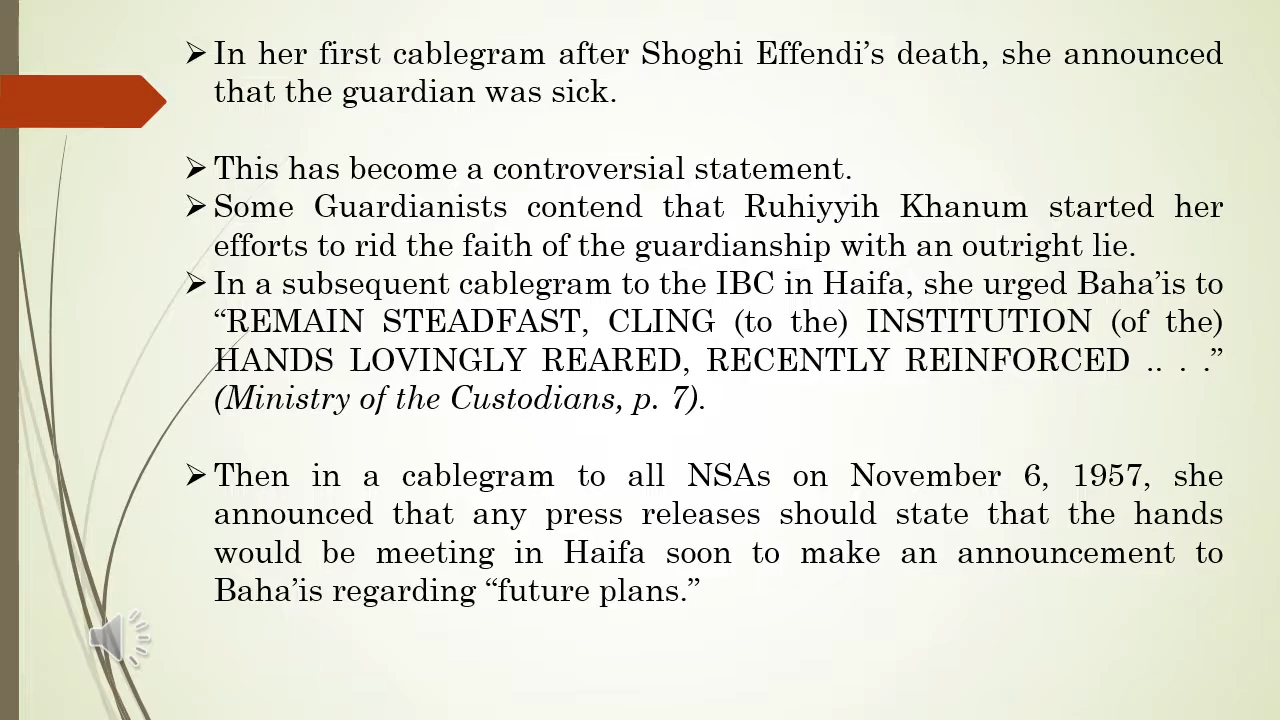 ➢ In her first cablegram after Shoghi Effendi’s death, she announced
that the guardian was sick.
➢ This has become a controversial statement.
➢ Some Guardianists contend that Ruhiyyih Khanum started her
efforts to rid the faith of the guardianship with an outright lie.
➢ In a subsequent cablegram to the IBC in Haifa, she urged Baha’is to
“REMAIN STEADFAST, CLING (to the) INSTITUTION (of the)
HANDS LOVINGLY REARED, RECENTLY REINFORCED .. . .”
(Ministry of the Custodians, p. 7).
➢ Then in a cablegram to all NSAs on November 6, 1957, she
announced that any press releases should state that the hands
would be meeting in Haifa soon to make an announcement to
Baha’is regarding “future plans.”